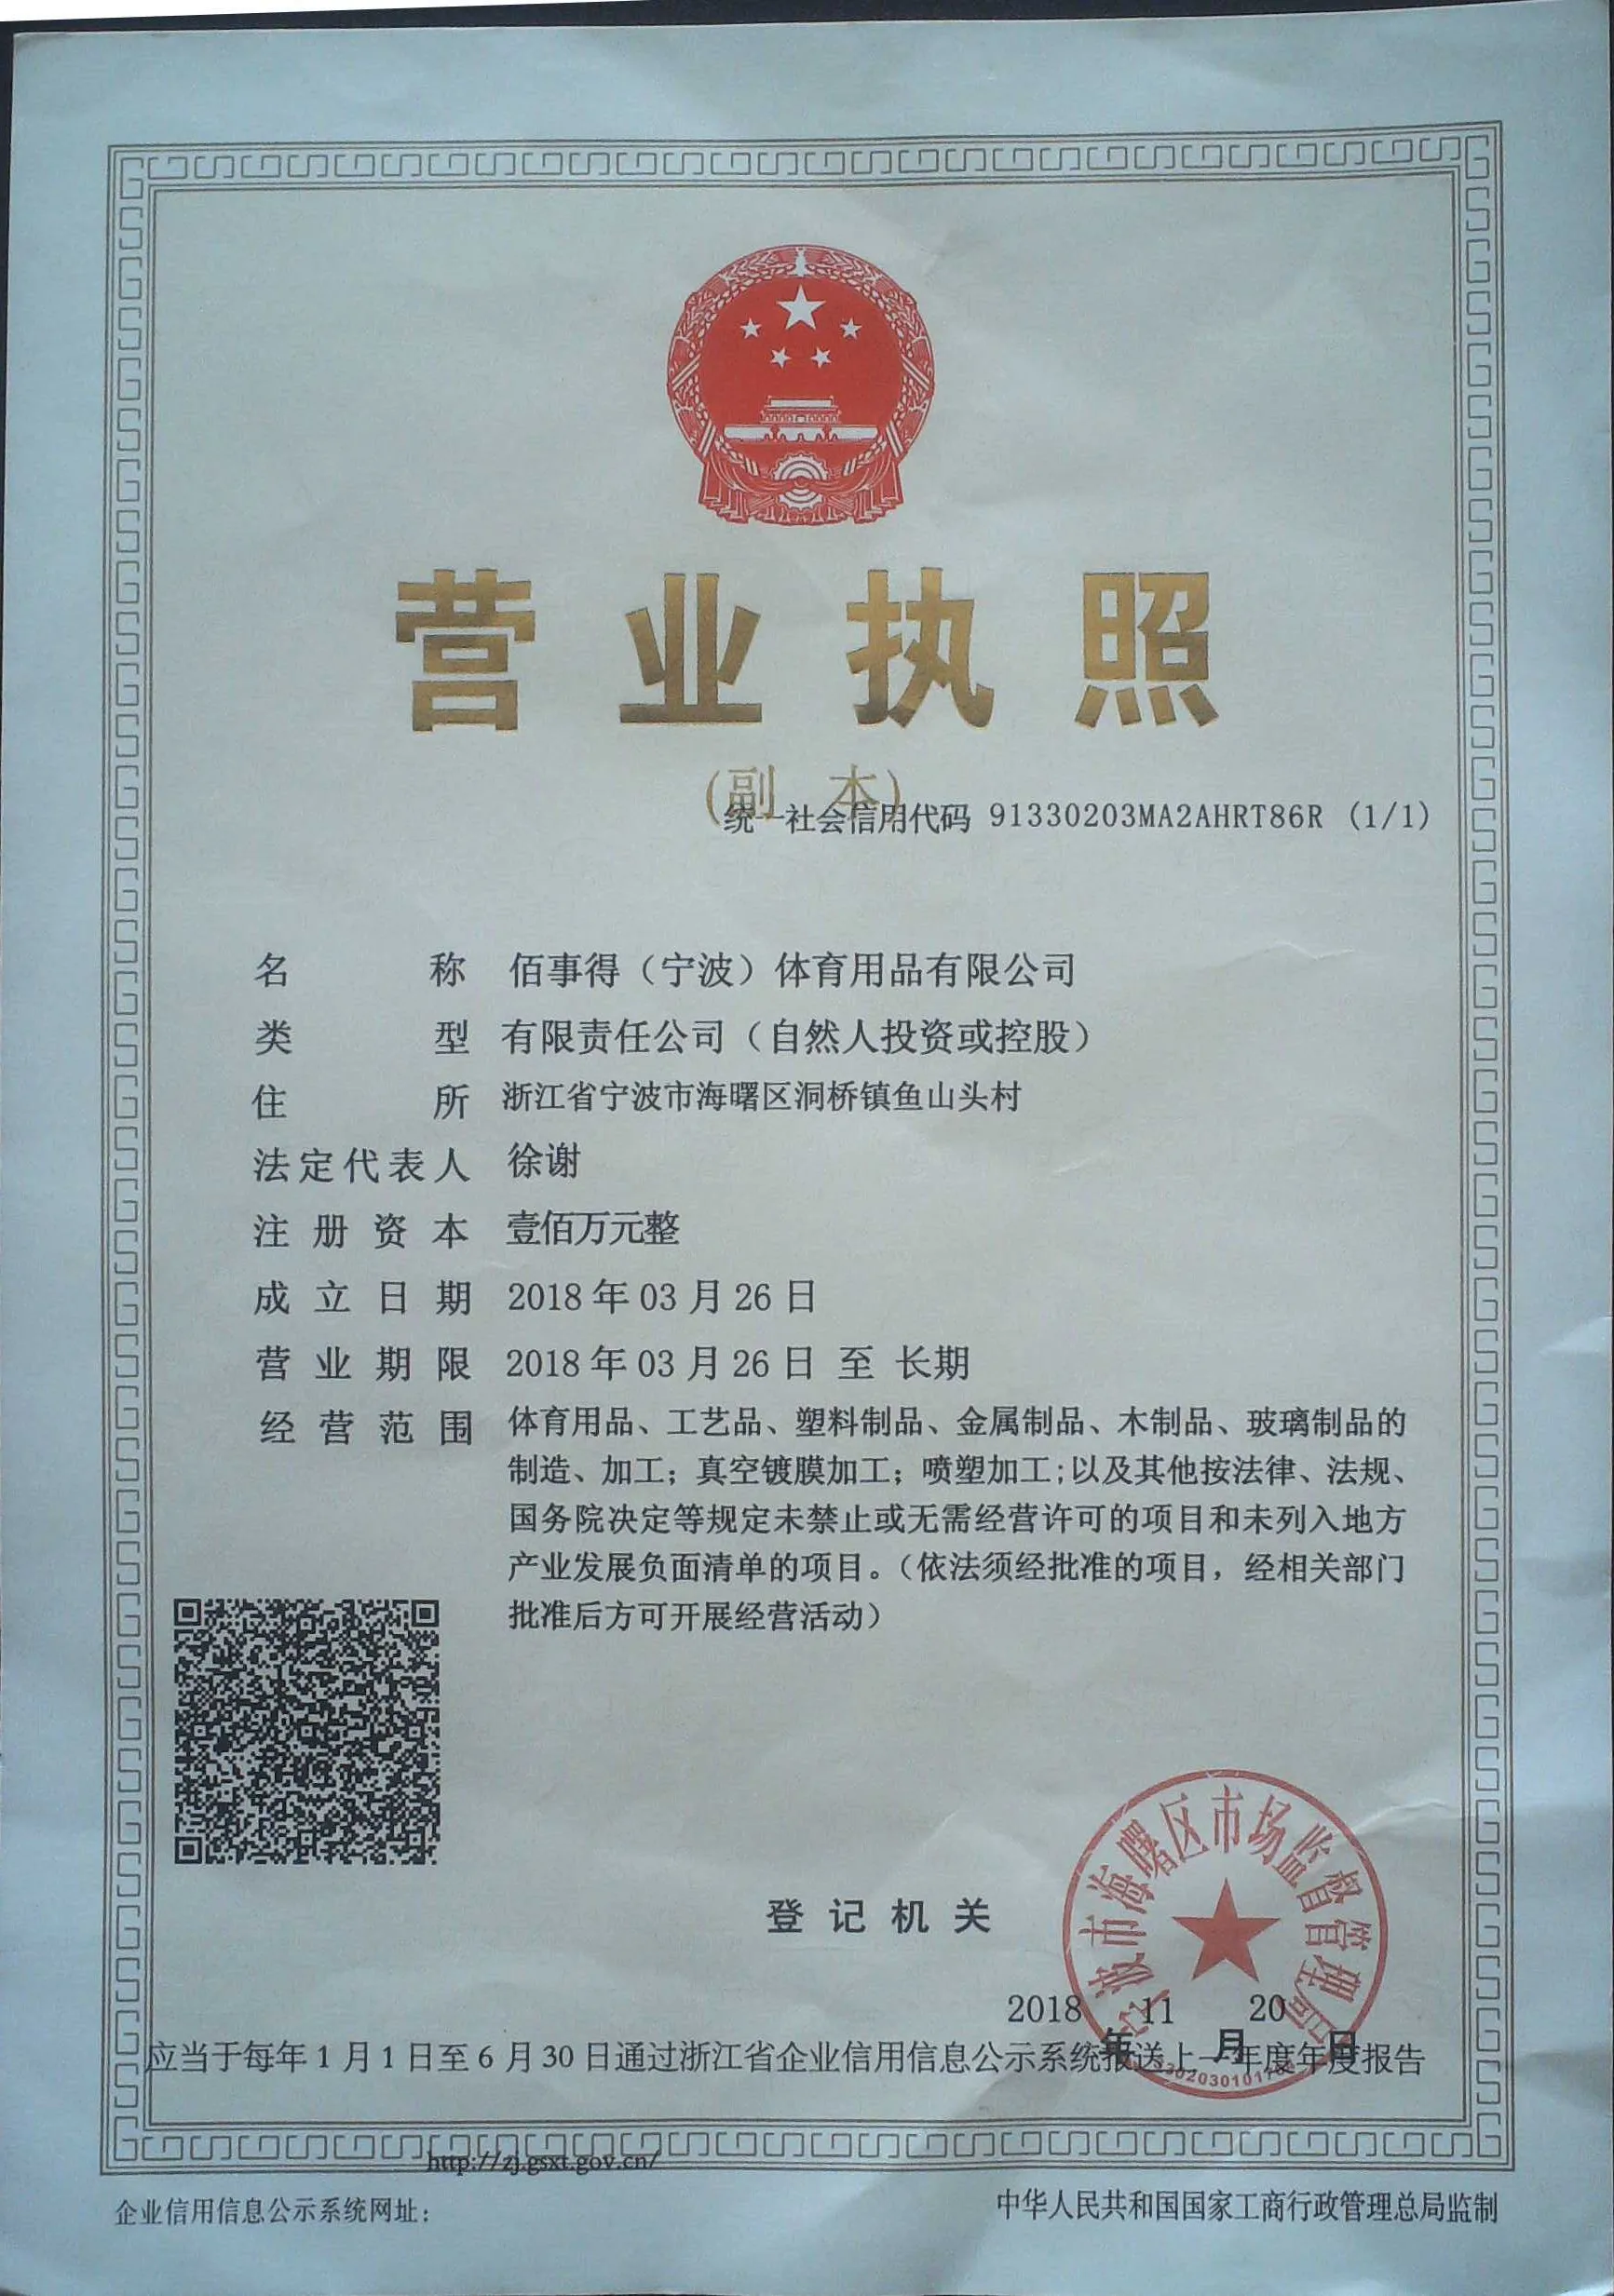 营业执照
(副 本)
统一社会信用代码 91330203MA2AHRT86R (1/1)
名 称 佰事得（宁波）体育用品有限公司
类 型 有限责任公司（自然人投资或控股）
住 所 浙江省宁波市海曙区洞桥镇鱼山头村
法定代表人 徐谢
注册资本 壹佰万元整
成立日期 2018年03月26日
营业期限 2018年03月26日 至 长期
经营范围 体育用品、工艺品、塑料制品、金属制品、木制品、玻璃制品的
制造、加工；真空镀膜加工；喷塑加工;以及其他按法律、法规、
国务院决定等规定未禁止或无需经营许可的项目和未列入地方
产业发展负面清单的项目。（依法须经批准的项目，经相关部门
批准后方可开展经营活动）
宁波市海曙区市场监督管理局
登记机关
2018年11月20日
应当于每年1月1日至6月30日通过浙江省企业信用信息公示系统报送上一年度年度报告
http://zj.gsxt.gov.cn/
企业信用信息公示系统网址：
中华人民共和国国家工商行政管理总局监制